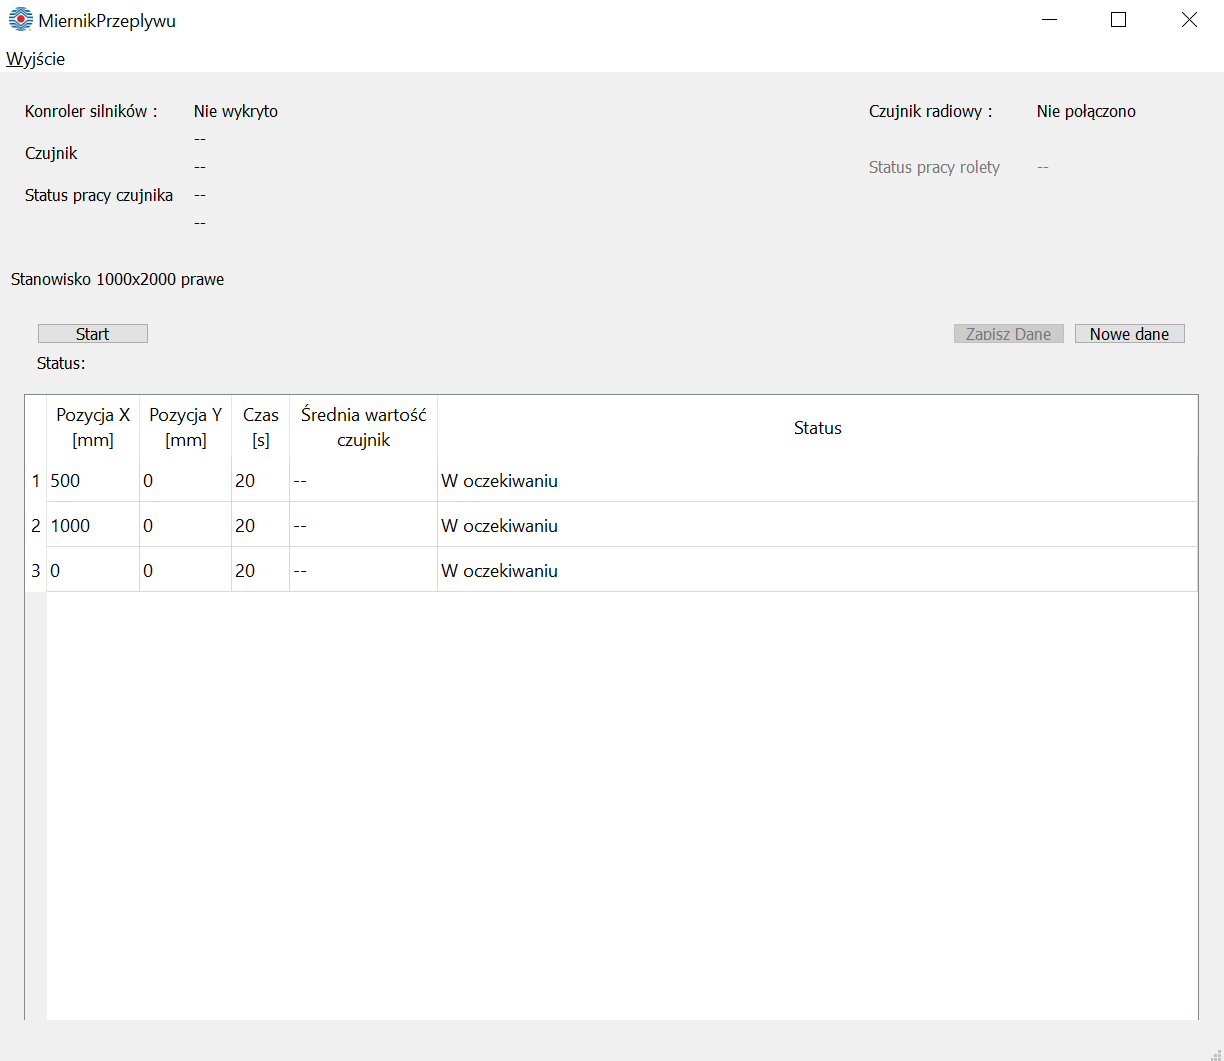 MiernikPrzeplywu
Wyjście
Konroler silników : Nie wykryto
Czujnik radiowy : Nie połączono
--
Czujnik
--
Status pracy rolety --
Status pracy czujnika --
--
Stanowisko 1000x2000 prawe
Start
Zapisz Dane
Nowe dane
Status:
Pozycja X [mm] Pozycja Y [mm] Czas [s] Średnia wartość czujnik Status
1 500 0 20 -- W oczekiwaniu
2 1000 0 20 -- W oczekiwaniu
3 0 0 20 -- W oczekiwaniu